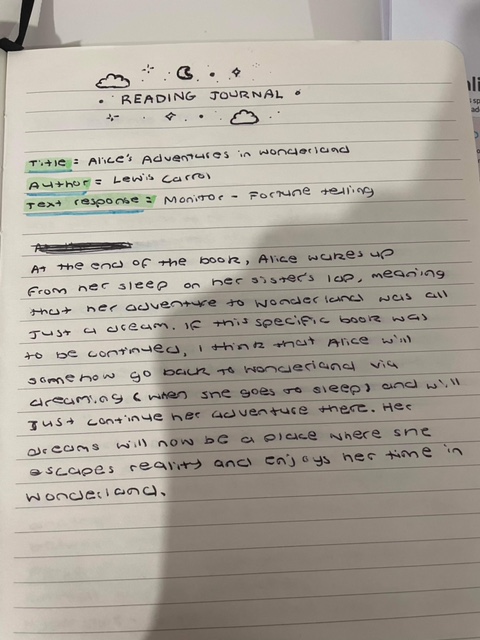 READING JOURNAL
Title = Alice's Adventures in wonderland
Author = Lewis Carrol
Text response = Monitor - Fortune telling
At the end of the book, Alice wakes up
from her sleep on her sister's lap, meaning
that her adventure to wonderland was all
Just a dream. If this specific book was
to be continued, I think that Alice will
somehow go back to wonderland via
dreaming (when she goes to sleep) and will
Just continue her adventure there. Her
dreams will now be a place where she
escapes reality and enjoys her time in
wonderland.